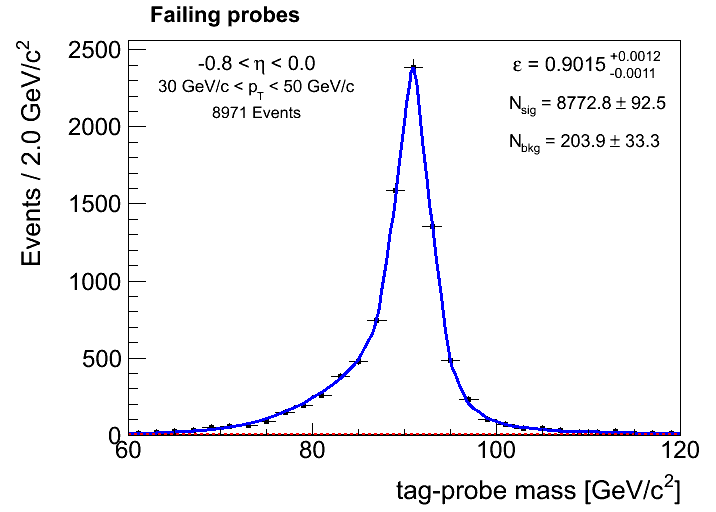 Failing probes
-0.8 < η < 0.0
30 GeV/c < p_T < 50 GeV/c
8971 Events
ε = 0.9015 +0.0012 -0.0011
N_sig = 8772.8 ± 92.5
N_bkg = 203.9 ± 33.3
Events / 2.0 GeV/c²
2500
2000
1500
1000
500
0
60 80 100 120
tag-probe mass [GeV/c²]